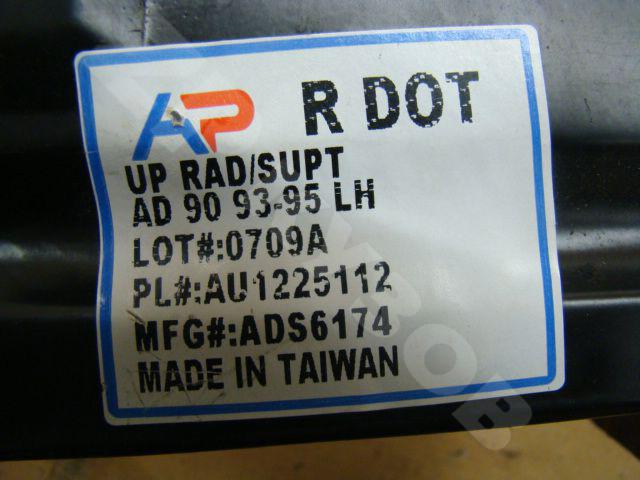 AP R DOT
UP RAD/SUPT
AD 90 93-95 LH
LOT#:0709A
PL#:AU1225112
MFG#:ADS6174
MADE IN TAIWAN